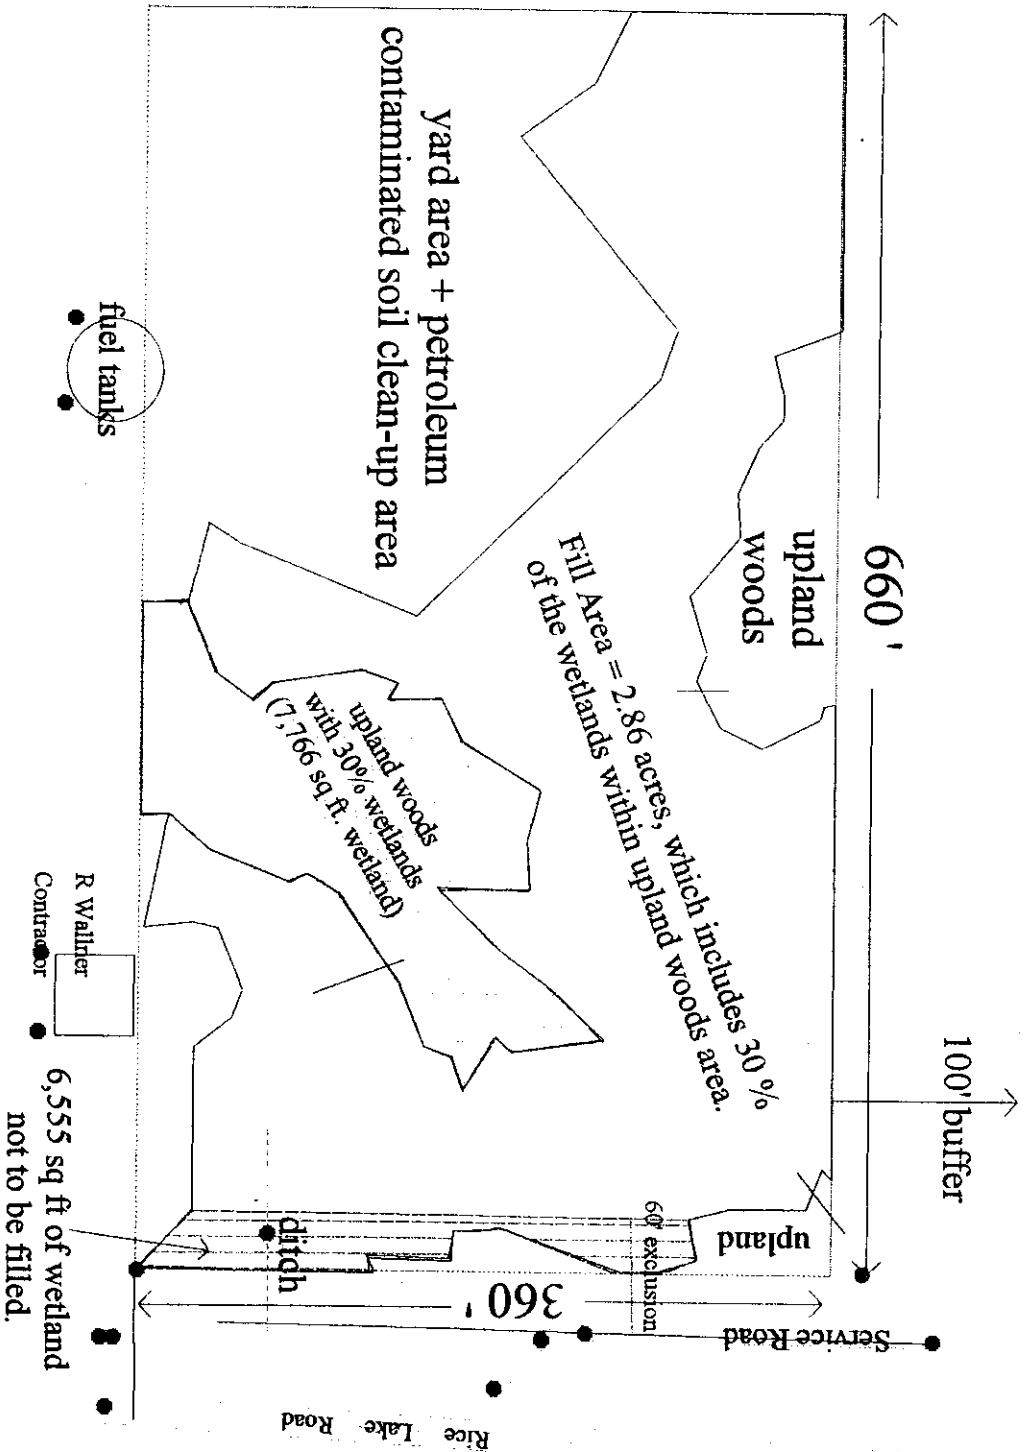 660 '
100' buffer
upland
woods
Fill Area = 2.86 acres, which includes 30 %
of the wetlands within upland woods area.
yard area + petroleum
contaminated soil clean-up area
upland woods
with 30% wetlands
(7,766 sq ft. wetland)
fuel tanks
R Wallner
Contractor
6,555 sq ft of wetland
not to be filled.
ditch
60' exclusion
upland
360 '
Service Road
Rice Lake Road